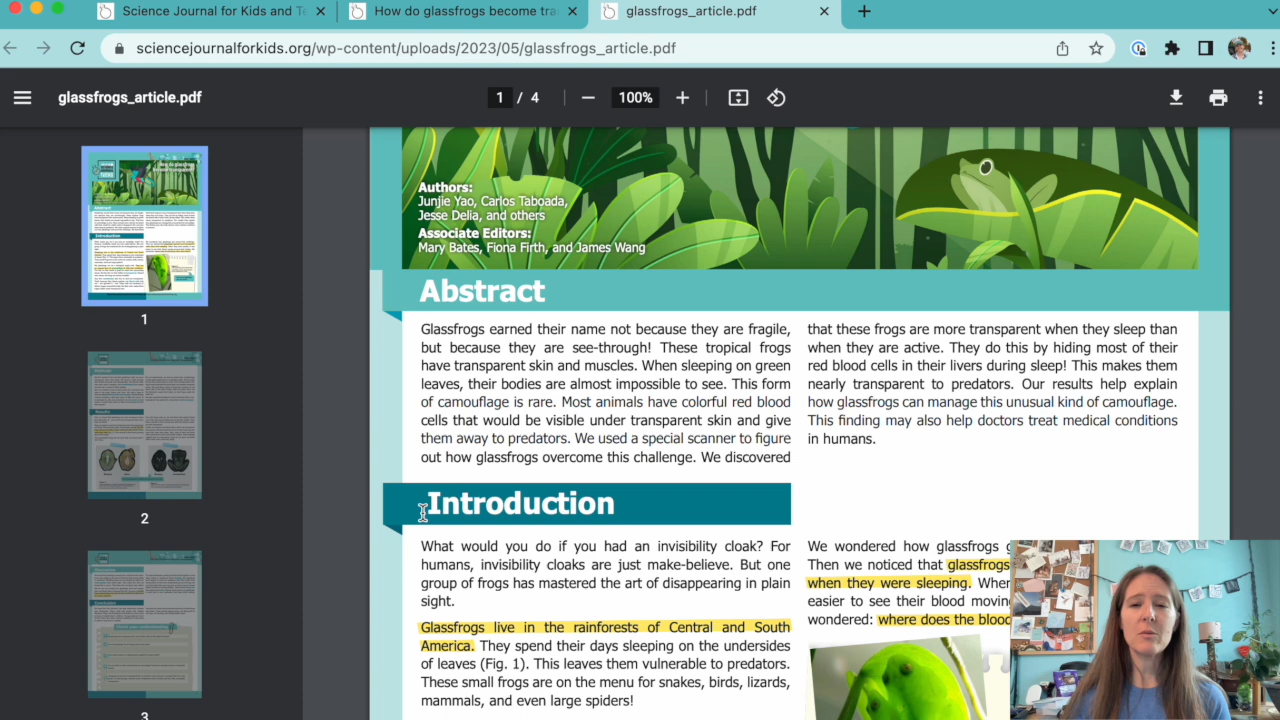 Science Journal for Kids and Te
How do glassfrogs become tra
glassfrogs_article.pdf
sciencejournalforkids.org/wp-content/uploads/2023/05/glassfrogs_article.pdf
glassfrogs_article.pdf
1 / 4
100%
Authors:
Junjie Yao, Carlos Taboada,
Jesse Delia, and others
Associate Editors:
Mary Bates, Fiona Firth, and James Wang
Abstract
Glassfrogs earned their name not because they are fragile,
but because they are see-through! These tropical frogs
have transparent skin and muscles. When sleeping on green
leaves, their bodies are almost impossible to see. This form
of camouflage is rare. Most animals have colorful red blood
cells that would be visible under transparent skin and give
them away to predators. We used a special scanner to figure
out how glassfrogs overcome this challenge. We discovered
that these frogs are more transparent when they sleep than
when they are active. They do this by hiding most of their
red blood cells in their livers during sleep! This makes them
nearly transparent to predators. Our results help explain
how glassfrogs can manage this unusual kind of camouflage.
This finding may also help doctors treat medical conditions
in humans.
Introduction
What would you do if you had an invisibility cloak? For
humans, invisibility cloaks are just make-believe. But one
group of frogs has mastered the art of disappearing in plain
sight.
Glassfrogs live in the rainforests of Central and South
America. They spend their days sleeping on the undersides
of leaves (Fig. 1). This leaves them vulnerable to predators.
These small frogs are on the menu for snakes, birds, lizards,
mammals, and even large spiders!
We wondered how glassfrogs
Then we noticed that glassfrogs
when they were sleeping. When
easier to see their blood movin
wondered: where does the blood
1
2
3